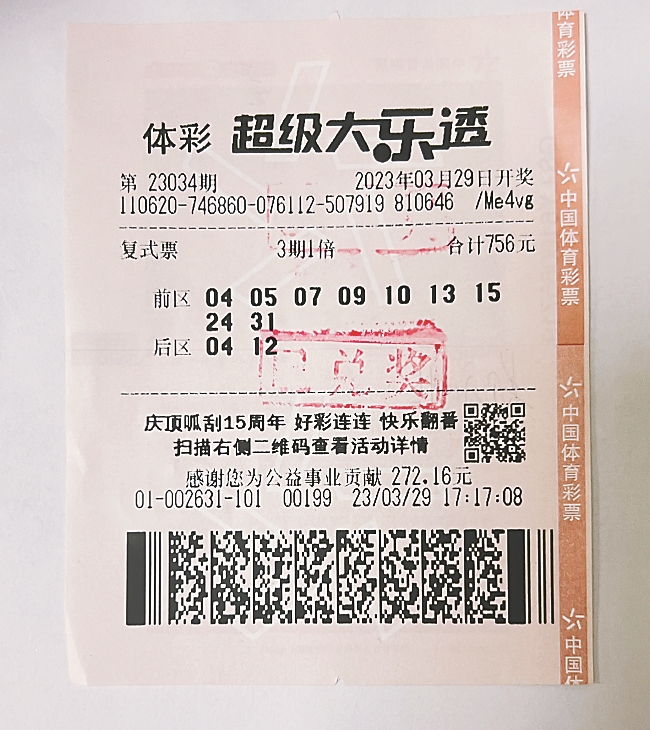 体彩 超级大乐透
第 23034期 2023年03月29日开奖
110620-746860-076112-507919 810646 /Me4vg
复式票 3期1倍 合计756元
前区 04 05 07 09 10 13 15
24 31
后区 04 12
已兑奖
庆顶呱刮15周年 好彩连连 快乐翻番
扫描右侧二维码查看活动详情
感谢您为公益事业贡献 272.16元
01-002631-101 00199 23/03/29 17:17:08
体育彩票
中国体育彩票
中国体育彩票
中国体